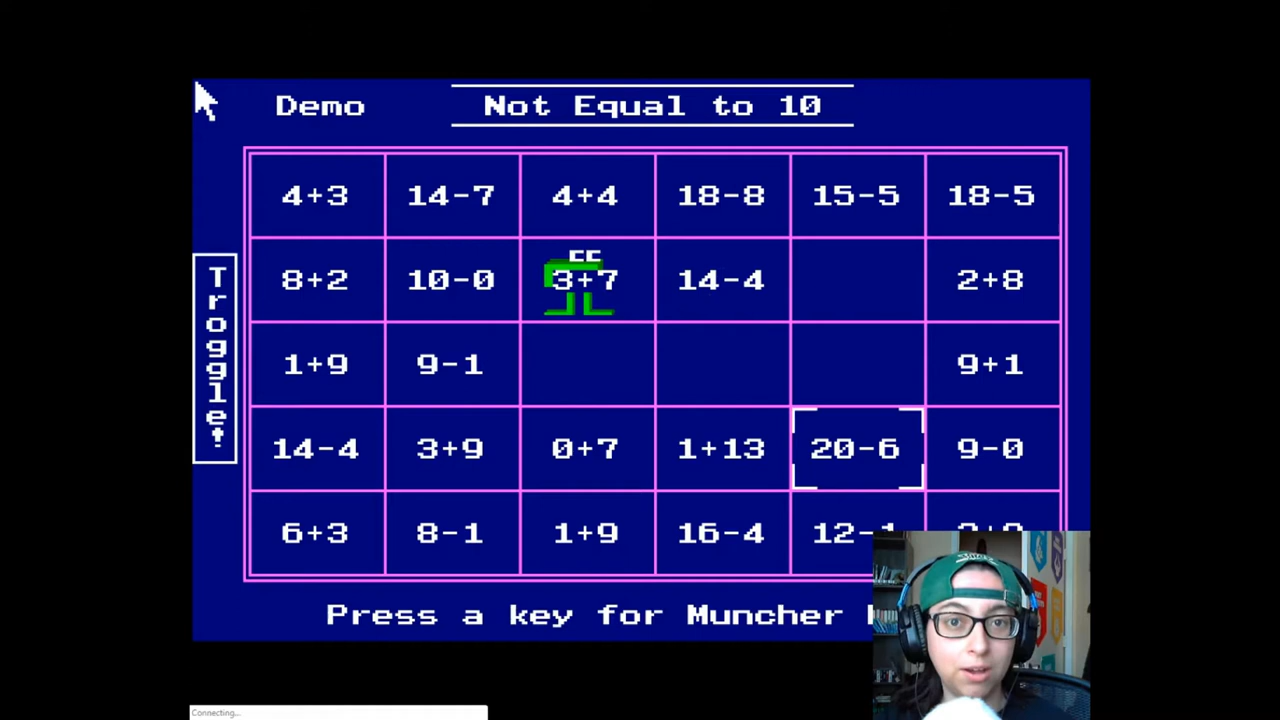 Demo
Not Equal to 10
4+3 14-7 4+4 18-8 15-5 18-5
8+2 10-0 3+7 14-4 2+8
Troggle!
1+9 9-1 9+1
14-4 3+9 0+7 1+13 20-6 9-0
6+3 8-1 1+9 16-4
Press a key for Muncher
Connecting...